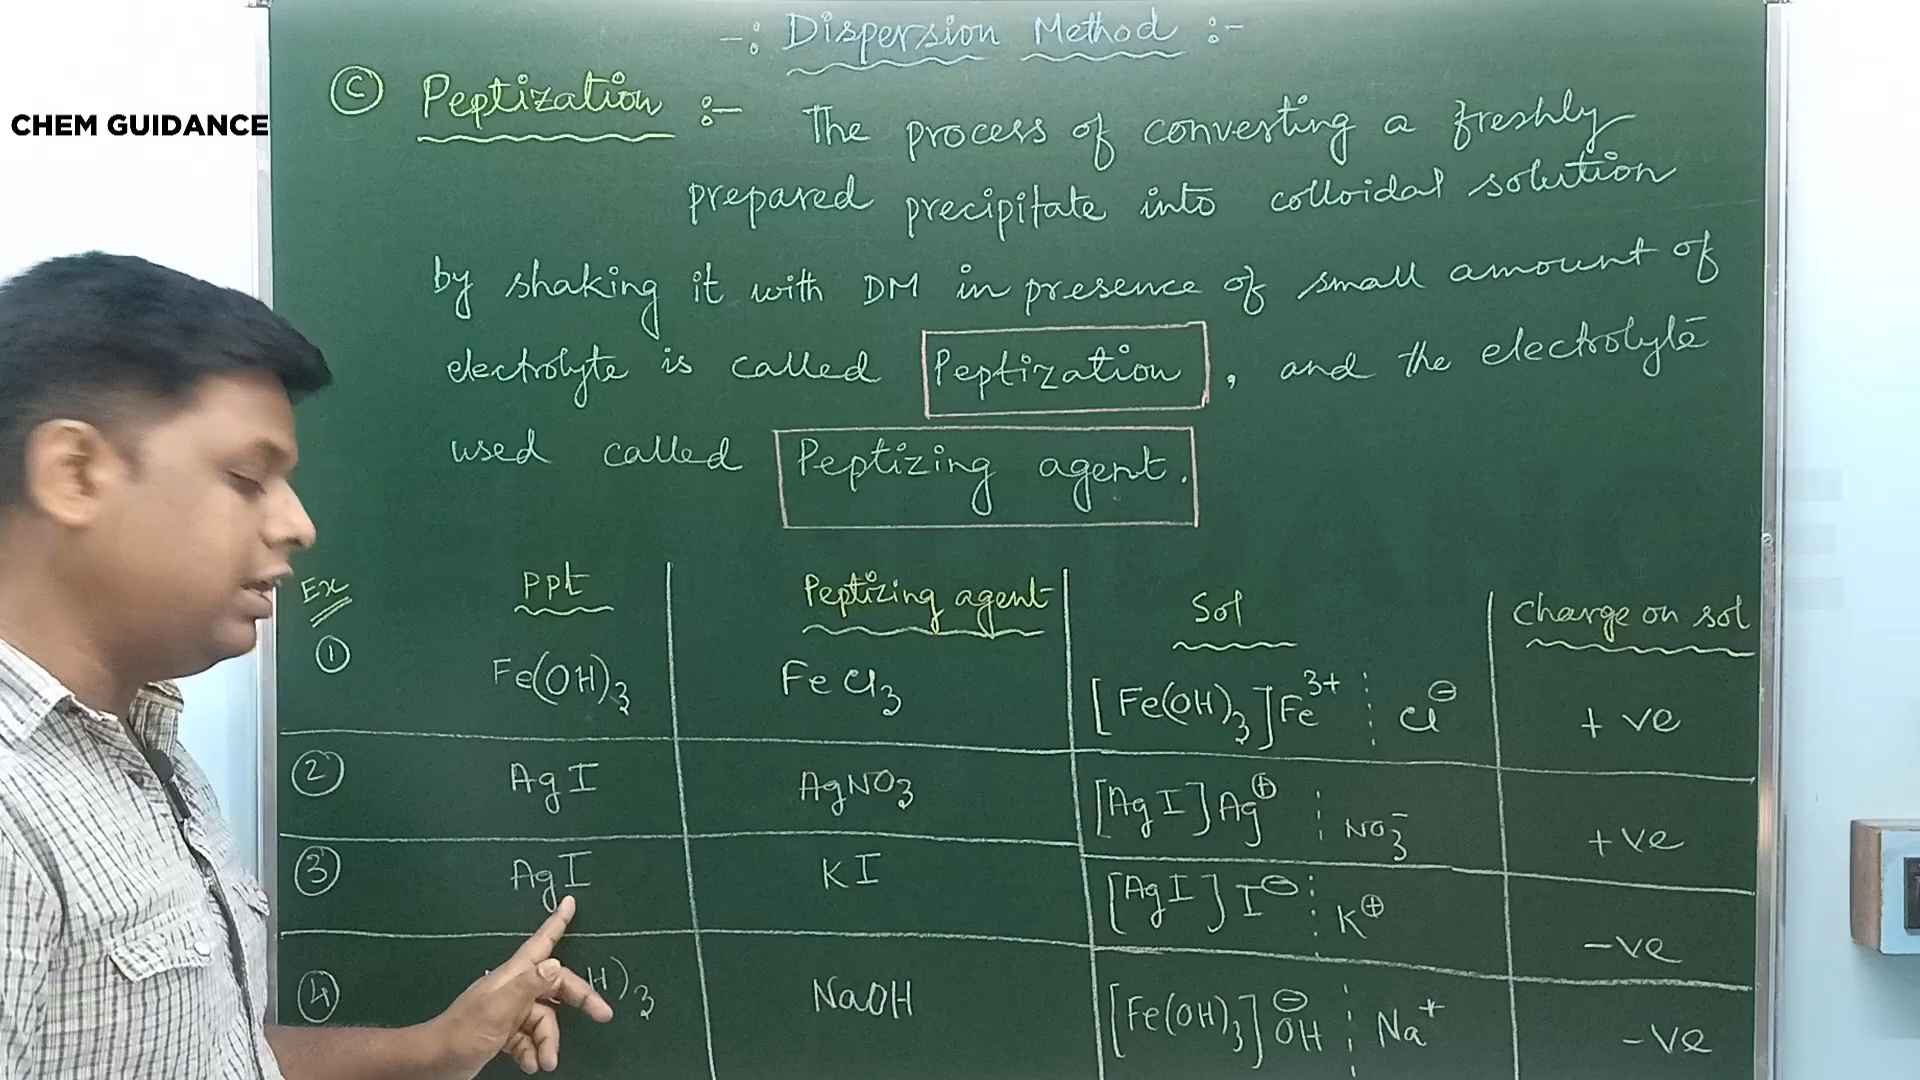 -: Dispersion Method :-
CHEM GUIDANCE
(C) Peptization :- The process of converting a freshly
prepared precipitate into colloidal solution
by shaking it with DM in presence of small amount of
electrolyte is called Peptization, and the electrolyte
used called Peptizing agent.
Ex ppt Peptizing agent Sol Charge on sol
① Fe(OH)₃ FeCl₃ [Fe(OH)₃]Fe³⁺ ⋮ Cl⊖ +ve
② AgI AgNO₃ [AgI]Ag⊕ ⋮ NO₃⁻ +ve
③ AgI KI [AgI]I⊖ ⋮ K⊕ -ve
④ H)₃ NaOH [Fe(OH)₃]OH⊖ ⋮ Na⁺ -ve